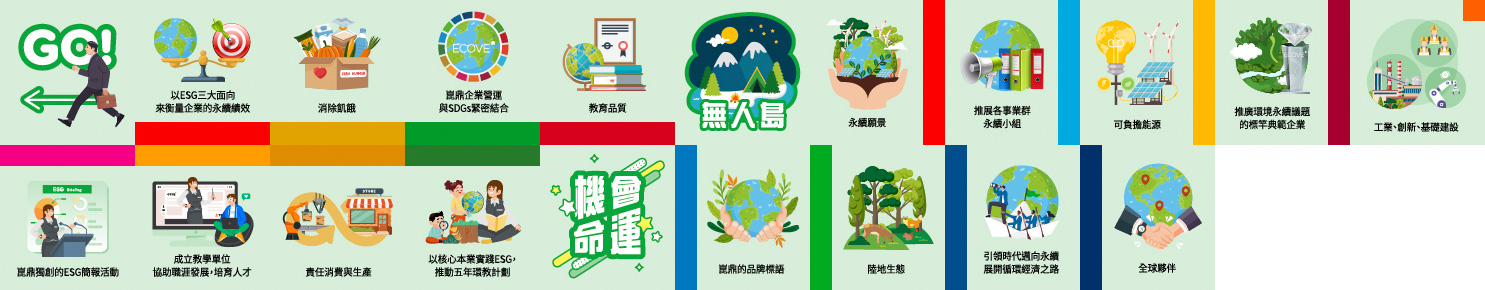 GO!
以ESG三大面向
來衡量企業的永續績效
消除飢餓
ECOVE
崑鼎企業營運
與SDGs緊密結合
教育品質
無人島
永續願景
推展各事業群
永續小組
可負擔能源
推廣環境永續議題
的標竿典範企業
工業、創新、基礎建設
ESG Briefing
崑鼎獨創的ESG簡報活動
成立教學單位
協助職涯發展,培育人才
STORE
責任消費與生產
以核心本業實踐ESG,
推動五年環教計劃
機會
命運
崑鼎的品牌標語
陸地生態
引領時代邁向永續
展開循環經濟之路
全球夥伴